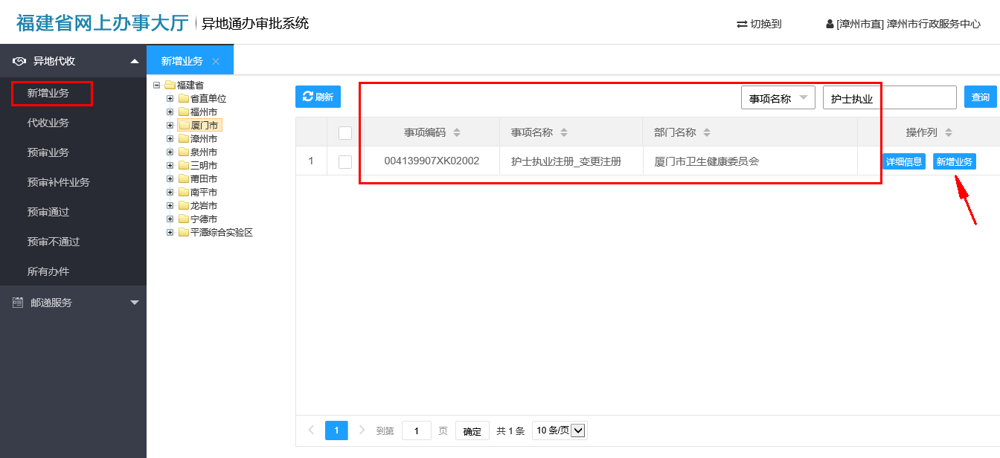 福建省网上办事大厅 异地通办审批系统
切换到
[漳州市直] 漳州市行政服务中心
异地代收
新增业务
代收业务
预审业务
预审补件业务
预审通过
预审不通过
所有办件
邮递服务
新增业务
福建省
省直单位
福州市
厦门市
漳州市
泉州市
三明市
莆田市
南平市
龙岩市
宁德市
平潭综合实验区
刷新
事项名称 护士执业 查询
事项编码 事项名称 部门名称 操作列
1 004139907XK02002 护士执业注册_变更注册 厦门市卫生健康委员会 详细信息 新增业务
1 到第 1 页 确定 共 1 条 10 条/页